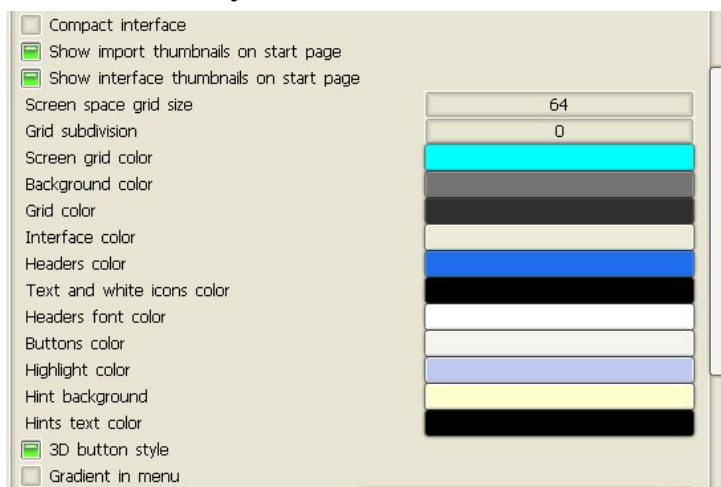 Compact interface
Show import thumbnails on start page
Show interface thumbnails on start page
Screen space grid size 64
Grid subdivision 0
Screen grid color
Background color
Grid color
Interface color
Headers color
Text and white icons color
Headers font color
Buttons color
Highlight color
Hint background
Hints text color
3D button style
Gradient in menu